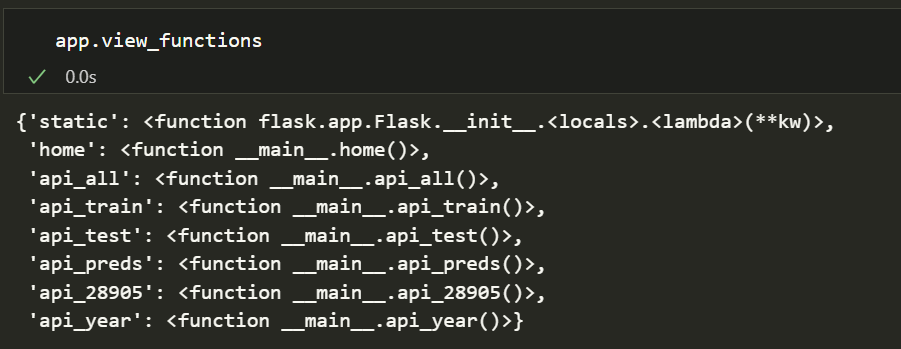 app.view_functions
0.0s
{'static': <function flask.app.Flask.__init__.<locals>.<lambda>(**kw)>,
'home': <function __main__.home()>,
'api_all': <function __main__.api_all()>,
'api_train': <function __main__.api_train()>,
'api_test': <function __main__.api_test()>,
'api_preds': <function __main__.api_preds()>,
'api_28905': <function __main__.api_28905()>,
'api_year': <function __main__.api_year()>}